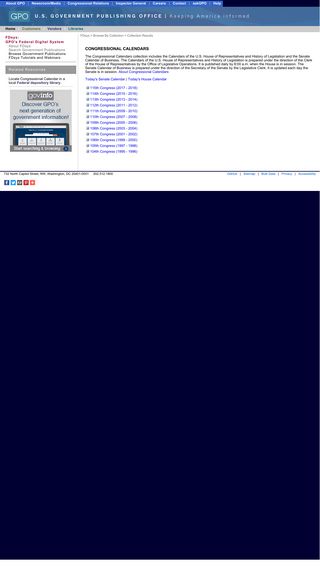 About GPO | Newsroom/Media | Congressional Relations | Inspector General | Careers | Contact | askGPO | Help
GPO U.S. GOVERNMENT PUBLISHING OFFICE | Keeping America Informed
Home Customers Vendors Libraries
FDsys:
GPO's Federal Digital System
About FDsys
Search Government Publications
Browse Government Publications
FDsys Tutorials and Webinars
Related Resources
Locate Congressional Calendar in a
local Federal depository library.
govinfo
Discover GPO's
next generation of
government information!
Start searching & browsing
FDsys > Browse By Collection > Collection Results
CONGRESSIONAL CALENDARS
The Congressional Calendars collection includes the Calendars of the U.S. House of Representatives and History of Legislation and the Senate
Calendar of Business. The Calendars of the U.S. House of Representatives and History of Legislation is prepared under the direction of the Clerk
of the House of Representatives by the Office of Legislative Operations. It is published daily by 9:00 a.m. when the House is in session. The
Senate Calendar of Business is prepared under the direction of the Secretary of the Senate by the Legislative Clerk. It is updated each day the
Senate is in session. About Congressional Calendars.
Today's Senate Calendar | Today's House Calendar
115th Congress (2017 - 2018)
114th Congress (2015 - 2016)
113th Congress (2013 - 2014)
112th Congress (2011 - 2012)
111th Congress (2009 - 2010)
110th Congress (2007 - 2008)
109th Congress (2005 - 2006)
108th Congress (2003 - 2004)
107th Congress (2001 - 2002)
106th Congress (1999 - 2000)
105th Congress (1997 - 1998)
104th Congress (1995 - 1996)
732 North Capitol Street, NW, Washington, DC 20401-0001 202.512.1800
| Sitemap | Bulk Data | Privacy | Accessibility